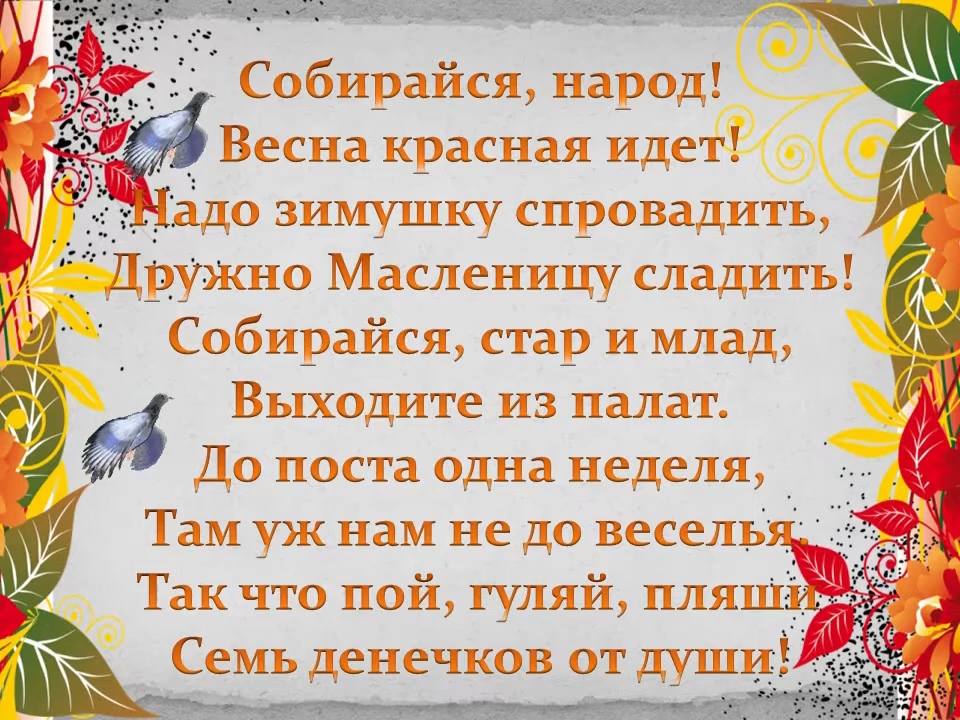 Собирайся, народ!
Весна красная идет!
Надо зимушку спровадить,
Дружно Масленицу сладить!
Собирайся, стар и млад,
Выходите из палат.
До поста одна неделя,
Там уж нам не до веселья.
Так что пой, гуляй, пляши
Семь денечков от души!